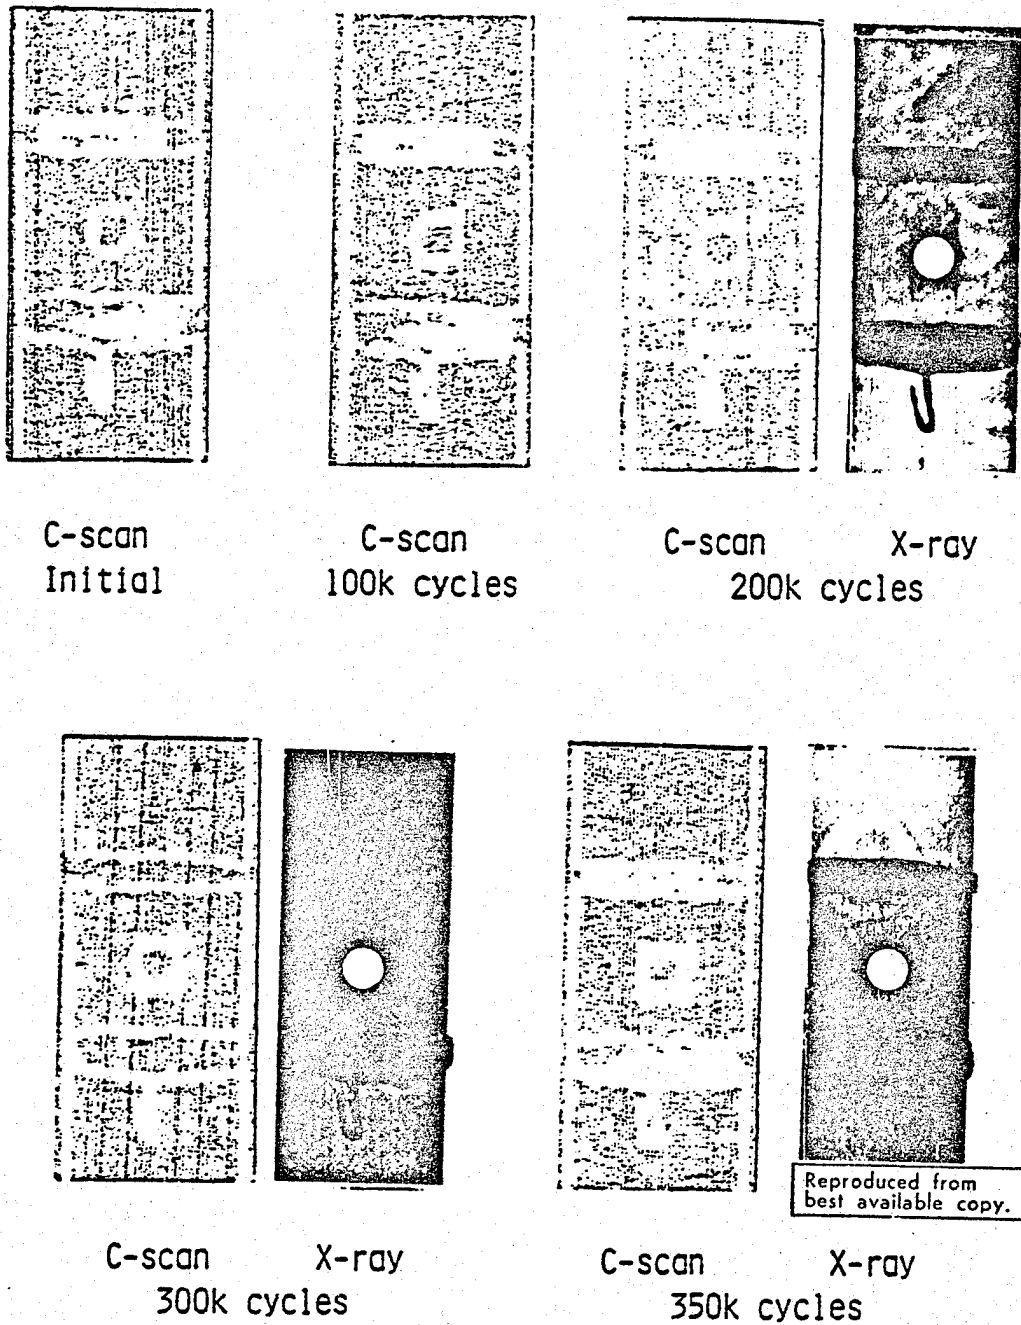 C-scan
Initial
C-scan
100k cycles
C-scan X-ray
200k cycles
Reproduced from
best available copy.
C-scan X-ray
300k cycles
C-scan X-ray
350k cycles